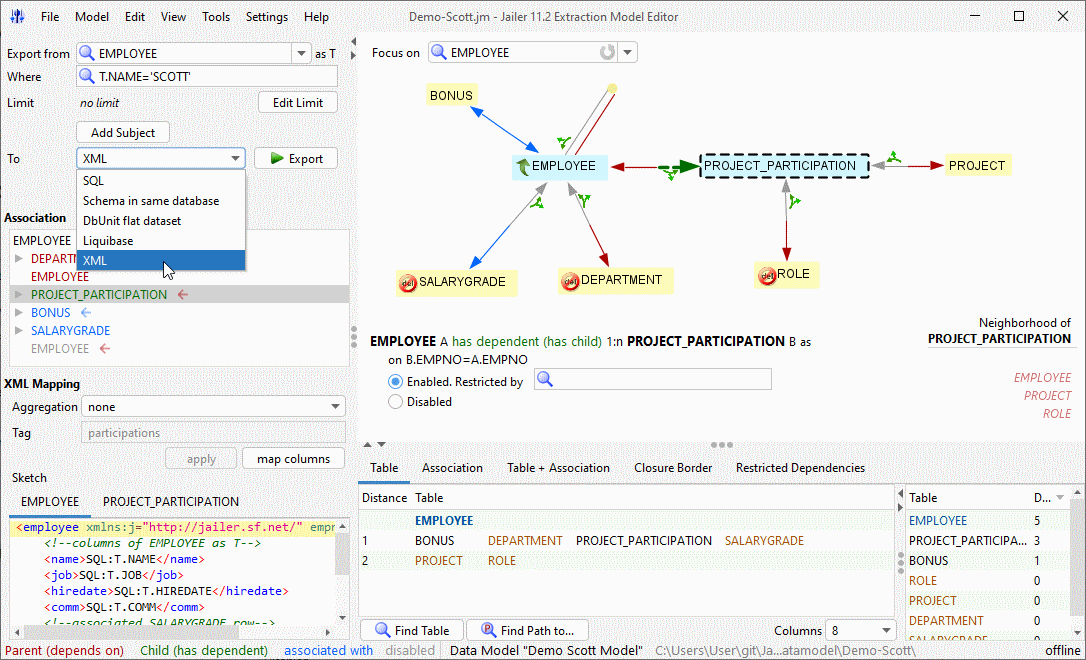 File Model Edit View Tools Settings Help
Demo-Scott.jm - Jailer 11.2 Extraction Model Editor
Export from EMPLOYEE as T
Where T.NAME='SCOTT'
Limit no limit Edit Limit
Add Subject
To XML Export
SQL
Schema in same database
DbUnit flat dataset
Liquibase
XML
Association
EMPLOYEE
EMPLOYEE
PROJECT_PARTICIPATION
BONUS
SALARYGRADE
EMPLOYEE
XML Mapping
Aggregation none
Tag participations
apply map columns
Sketch
EMPLOYEE PROJECT_PARTICIPATION
<employee xmlns:j="http://jailer.sf.net/" empn
<!--columns of EMPLOYEE as T-->
<name>SQL:T.NAME</name>
<job>SQL:T.JOB</job>
<hiredate>SQL:T.HIREDATE</hiredate>
<comm>SQL:T.COMM</comm>
<!--associated SALARYGRADE row-->
Focus on EMPLOYEE
BONUS
EMPLOYEE
PROJECT_PARTICIPATION
PROJECT
def SALARYGRADE
def DEPARTMENT
def ROLE
EMPLOYEE A has dependent (has child) 1:n PROJECT_PARTICIPATION B as
on B.EMPNO=A.EMPNO
Enabled. Restricted by
Disabled
Neighborhood of
PROJECT_PARTICIPATION
EMPLOYEE
PROJECT
ROLE
Table Association Table + Association Closure Border Restricted Dependencies
Distance Table
EMPLOYEE
1 BONUS DEPARTMENT PROJECT_PARTICIPATION SALARYGRADE
2 PROJECT ROLE
Find Table Find Path to... Columns 8
Table D...
EMPLOYEE 5
PROJECT_PARTICIPA... 3
BONUS 1
ROLE 0
PROJECT 0
DEPARTMENT 0
SALARYGRADE 0
Parent (depends on) Child (has dependent) associated with disabled Data Model "Demo Scott Model" C:\Users\User\git\Ja...atamodel\Demo-Scott\ offline